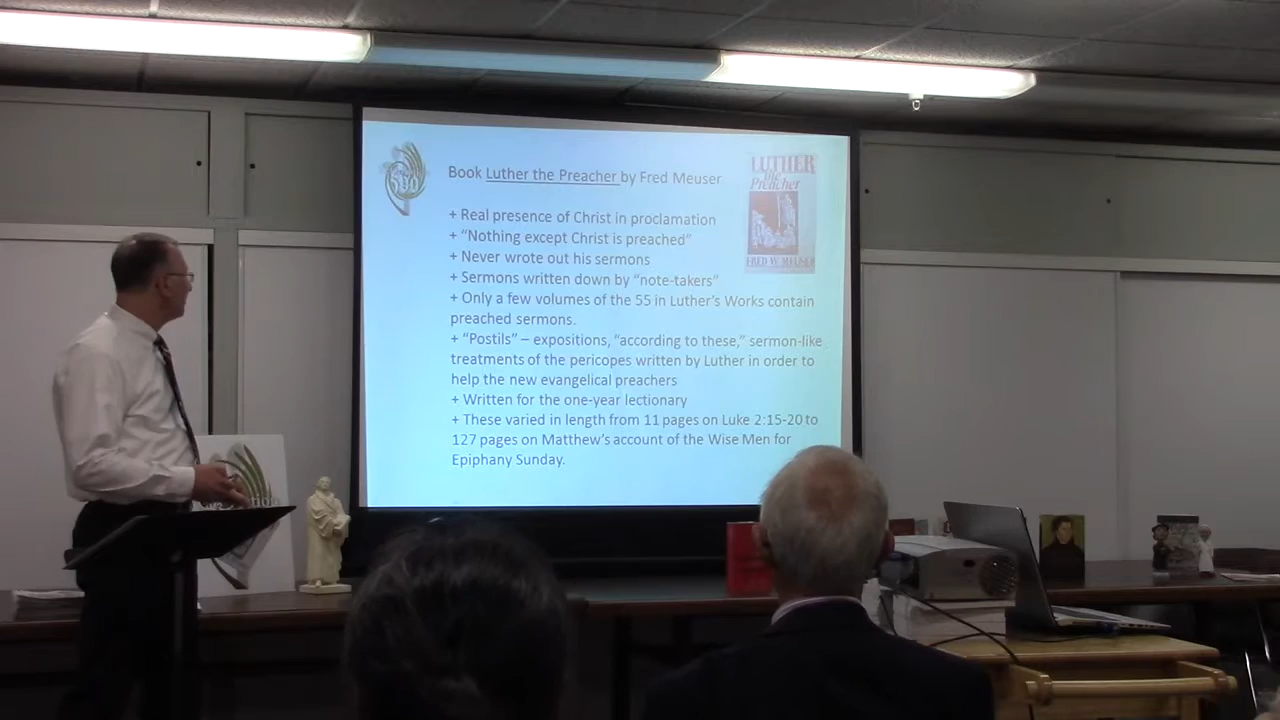 Book Luther the Preacher by Fred Meuser
LUTHER
the
Preacher
FRED W. MEUSER
500
+ Real presence of Christ in proclamation
+ “Nothing except Christ is preached”
+ Never wrote out his sermons
+ Sermons written down by “note-takers”
+ Only a few volumes of the 55 in Luther’s Works contain
preached sermons.
+ “Postils” – expositions, “according to these,” sermon-like
treatments of the pericopes written by Luther in order to
help the new evangelical preachers
+ Written for the one-year lectionary
+ These varied in length from 11 pages on Luke 2:15-20 to
127 pages on Matthew’s account of the Wise Men for
Epiphany Sunday.